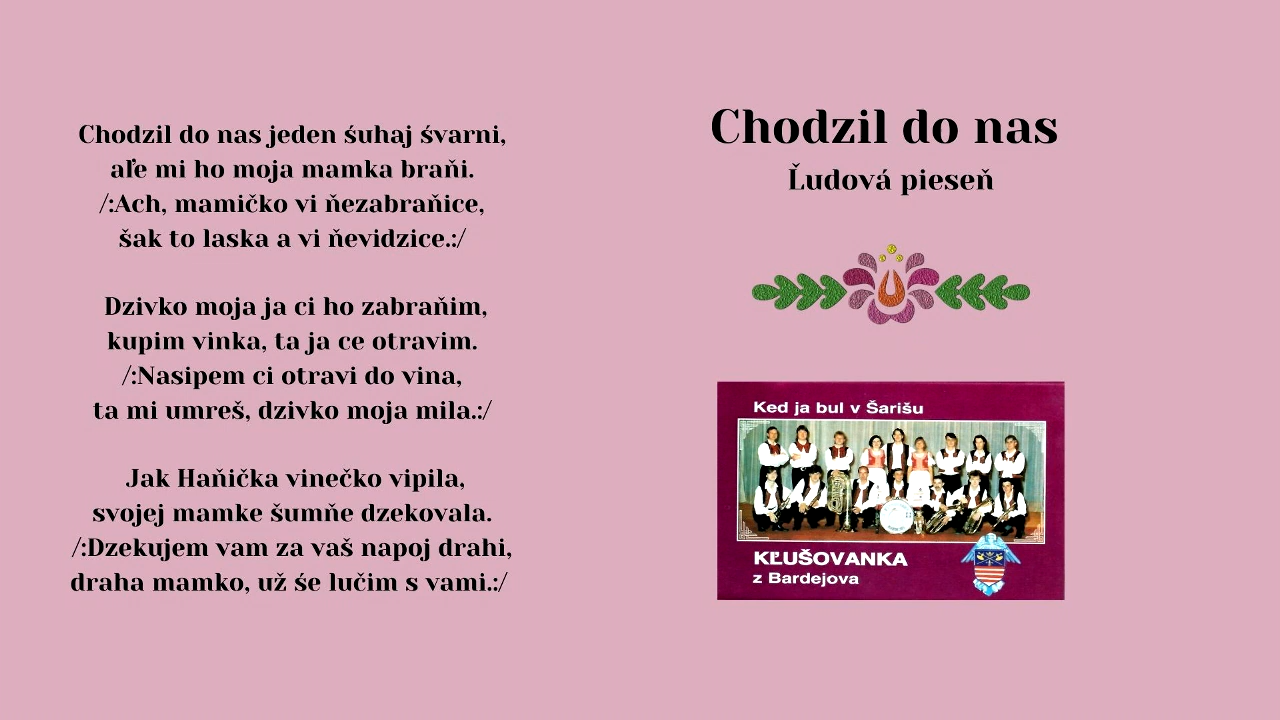 Chodzil do nas jeden śuhaj śvarni,
aľe mi ho moja mamka braňi.
/:Ach, mamičko vi ňezabraňice,
šak to laska a vi ňevidzice.:/
Dzivko moja ja ci ho zabraňim,
kupim vinka, ta ja ce otravim.
/:Nasipem ci otravi do vina,
ta mi umreš, dzivko moja mila.:/
Jak Haňička vinečko vipila,
svojej mamke šumňe dzekovala.
/:Dzekujem vam za vaš napoj drahi,
draha mamko, už śe lučim s vami.:/
Chodzil do nas
Ľudová pieseň
Ked ja bul v Šarišu
KĽUŠOVANKA
z Bardejova